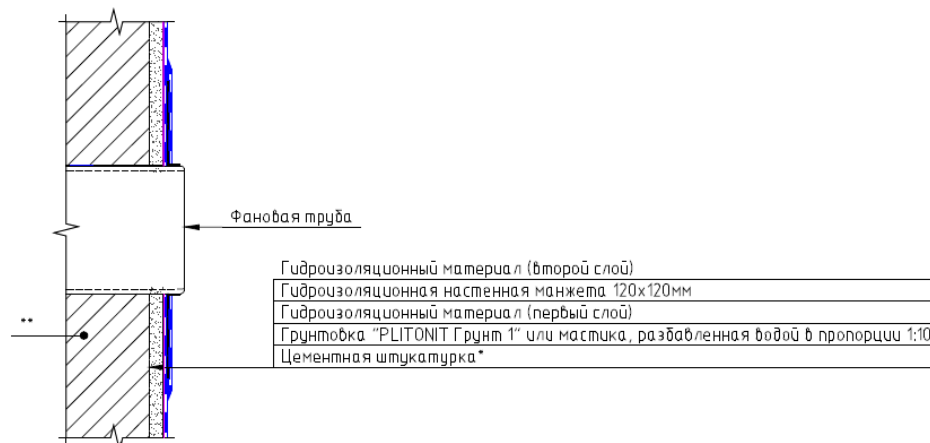 Фановая труба
Гидроизоляционный материал (второй слой)
Гидроизоляционная настенная манжета 120х120мм
Гидроизоляционный материал (первый слой)
Грунтовка "PLITONIT Грунт 1" или мастика, разбавленная водой в пропорции 1:10
**
Цементная штукатурка*